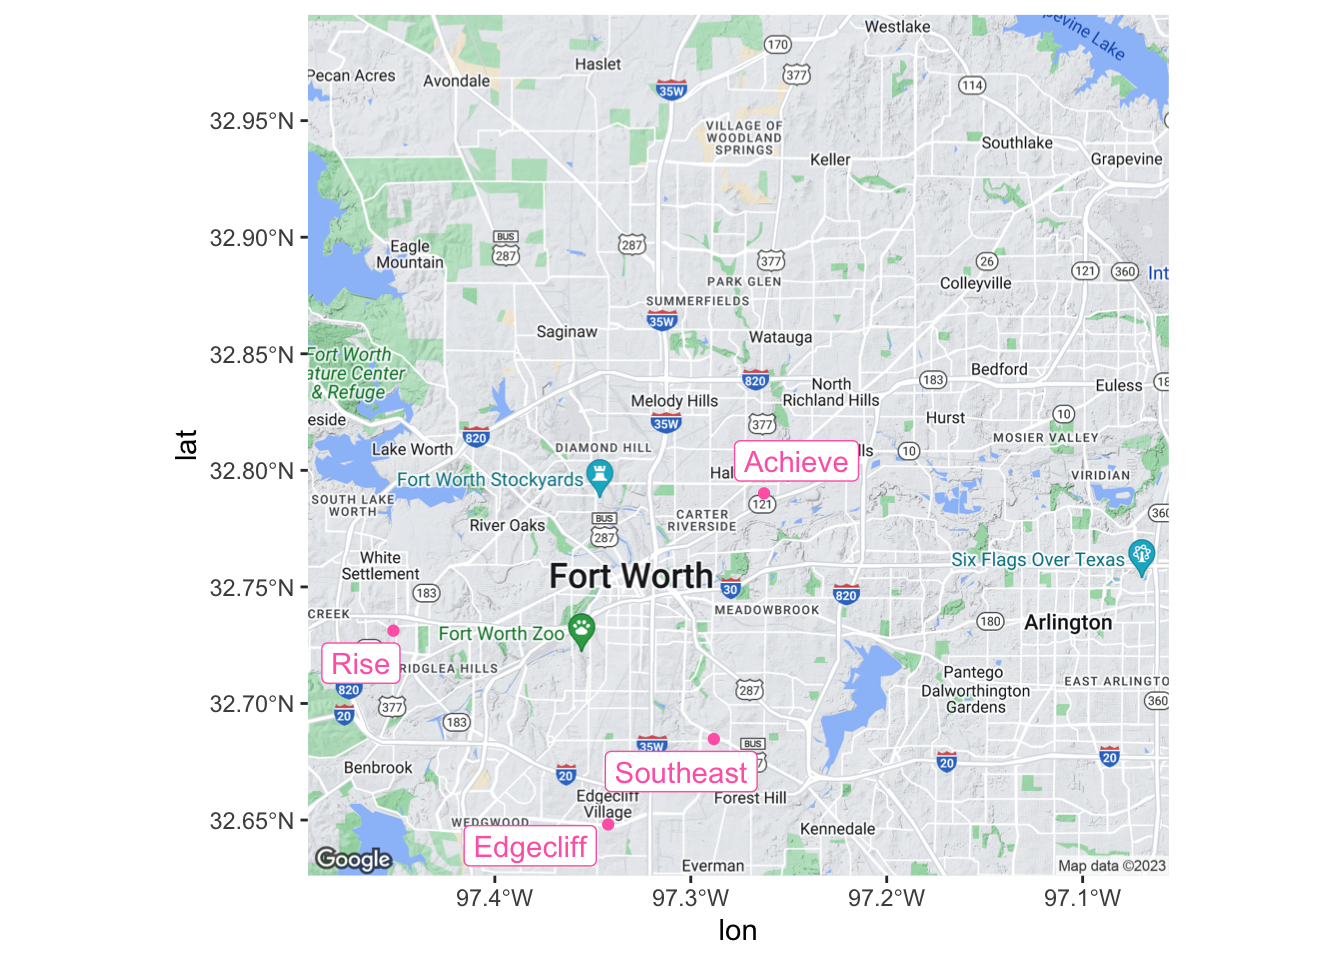 Westlake
pevine Lake
170
Haslet
Pecan Acres
Avondale
377
114
35W
VILLAGE OF
WOODLAND
SPRINGS
32.95°N
Southlake
Keller
Grapevine
32.90°N
BUS
287
287
Eagle
Mountain
377
26
121
360
Int
PARK GLEN
Colleyville
SUMMERFIELDS
35W
Saginaw
Watauga
32.85°N
Fort Worth
ature Center
& Refuge
820
183
Bedford
North
Richland Hills
Euless
18
Melody Hills
eside
35W
377
Hurst
10
820
MOSIER VALLEY
lat
Lake Worth
DIAMOND HILL
10
lls
Achieve
Hal
32.80°N
Fort Worth Stockyards
VIRIDIAN
SOUTH LAKE
WORTH
121
360
River Oaks
BUS
287
CARTER
RIVERSIDE
White
Settlement
Six Flags Over Texas
Fort Worth
32.75°N
183
30
820
CREEK
MEADOWBROOK
180
Arlington
Fort Worth Zoo
Rise
RIDGLEA HILLS
Pantego
Dalworthington
Gardens
EAST ARLINGTO
820
287
32.70°N
20
377
183
360
35W
BUS
20
20
Benbrook
20
Southeast
Edgecliff
Village
Forest Hill
32.65°N
WEDGWOOD
Kennedale
Edgecliff
Google
Everman
Map data ©2023
97.4°W
97.3°W
97.2°W
97.1°W
lon